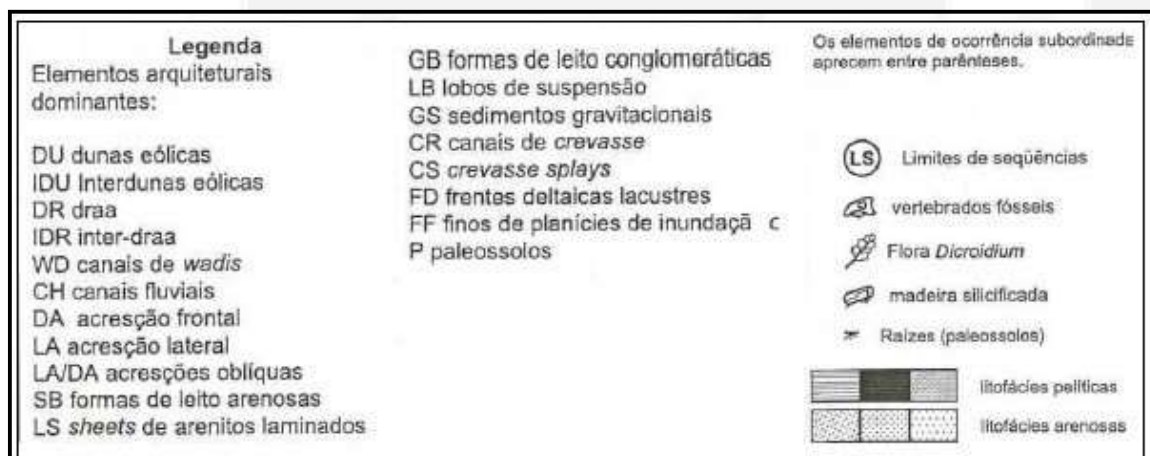 Legenda
Elementos arquiteturais
dominantes:
DU dunas eólicas
IDU Interdunas eólicas
DR draa
IDR inter-draa
WD canais de wadis
CH canais fluviais
DA acresção frontal
LA acresção lateral
LA/DA acresções oblíquas
SB formas de leito arenosas
LS sheets de arenitos laminados
GB formas de leito conglomeráticas
LB lobos de suspensão
GS sedimentos gravitacionais
CR canais de crevasse
CS crevasse splays
FD frentes deltaicas lacustres
FF finos de planícies de inundaçã c
P paleossolos
Os elementos de ocorrência subordinada
aprecem entre parênteses.
LS Limites de seqüências
vertebrados fósseis
Flora Dicroidium
madeira silicificada
Raízes (paleossolos)
litofácies pelíticas
litofácies arenosas